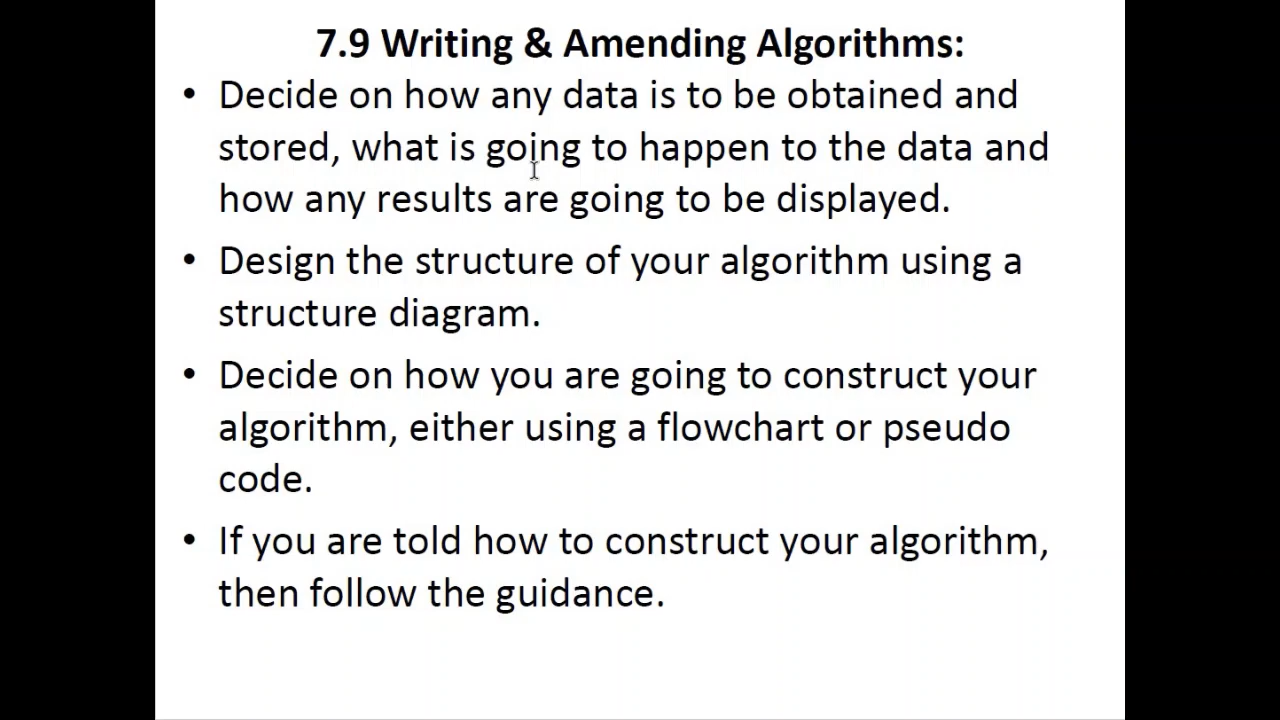 7.9 Writing & Amending Algorithms:
• Decide on how any data is to be obtained and
stored, what is going to happen to the data and
how any results are going to be displayed.
• Design the structure of your algorithm using a
structure diagram.
• Decide on how you are going to construct your
algorithm, either using a flowchart or pseudo
code.
• If you are told how to construct your algorithm,
then follow the guidance.